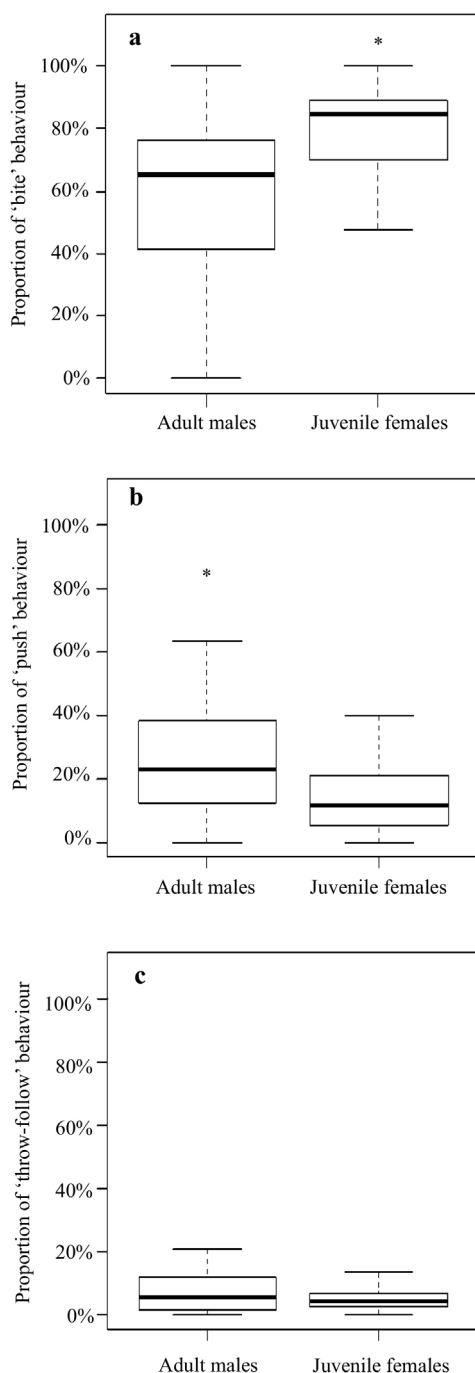 a
*
Proportion of ‘bite’ behaviour
100%
80%
60%
40%
20%
0%
Adult males
Juvenile females
b
*
Proportion of ‘push’ behaviour
100%
80%
60%
40%
20%
0%
Adult males
Juvenile females
c
Proportion of ‘throw-follow’ behaviour
100%
80%
60%
40%
20%
0%
Adult males
Juvenile females